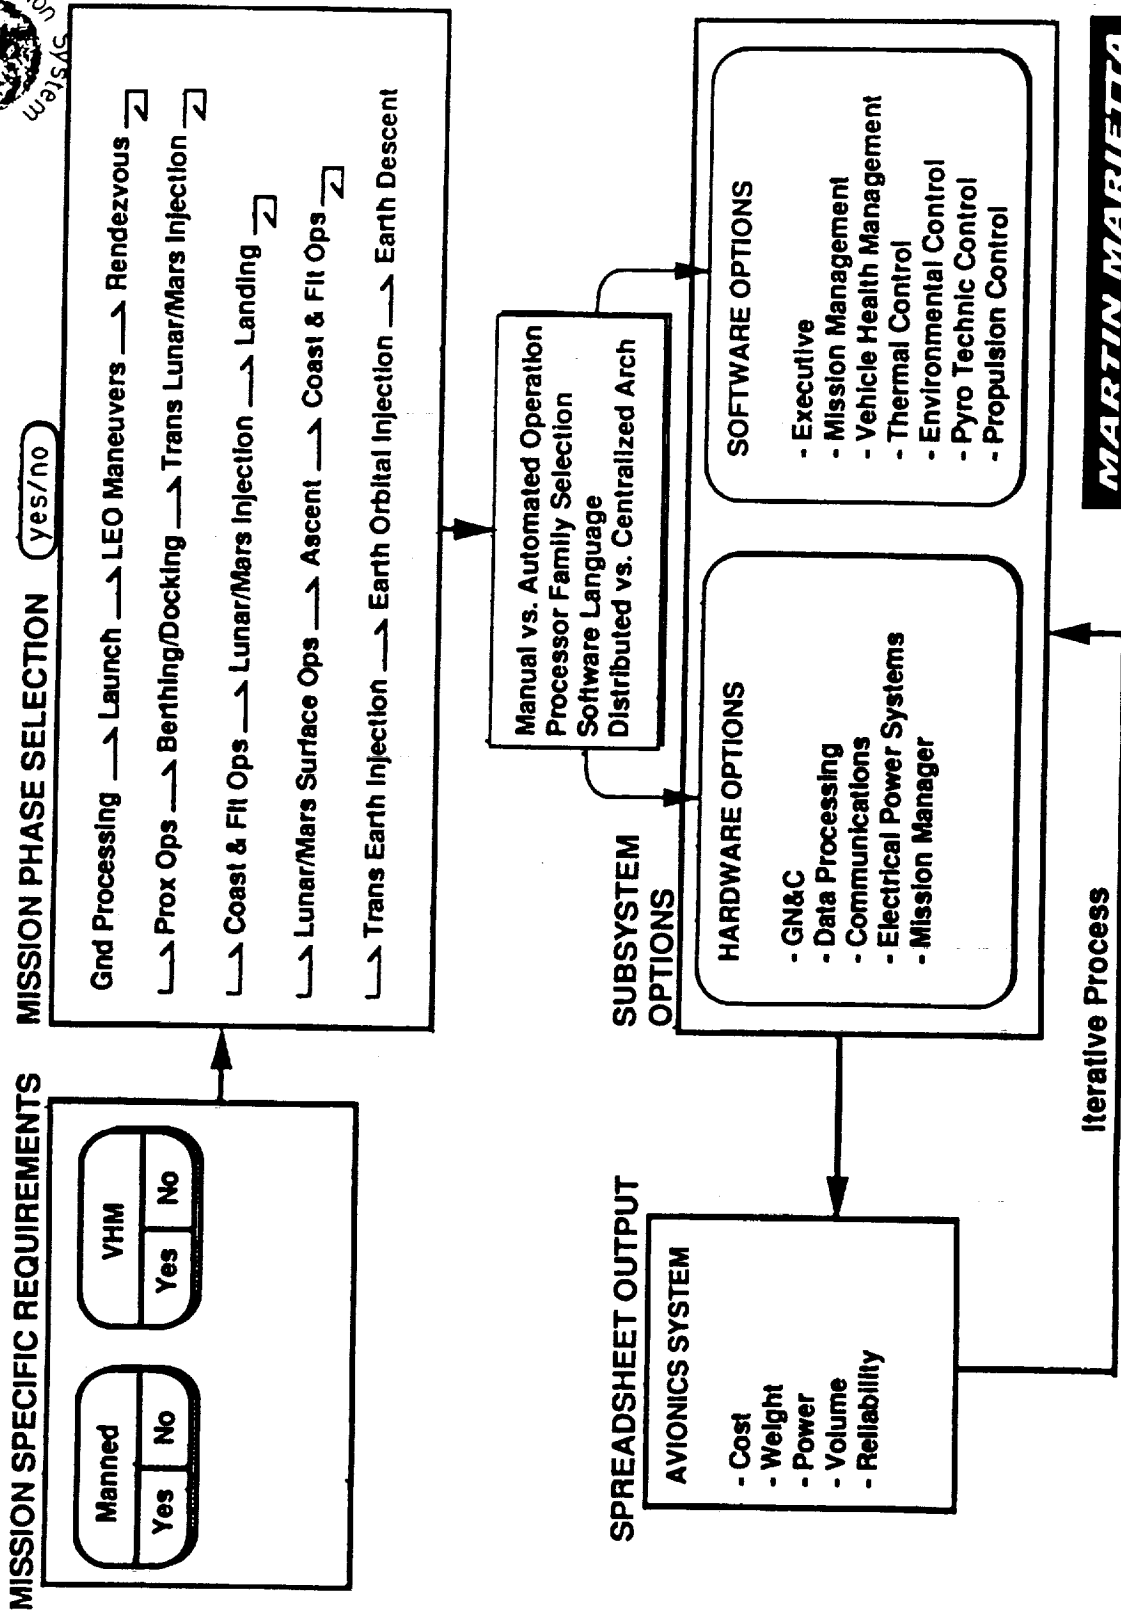 on System
MISSION SPECIFIC REQUIREMENTS
Manned
Yes No
VHM
Yes No
MISSION PHASE SELECTION
yes/no
Gnd Processing Launch LEO Maneuvers Rendezvous
Prox Ops Berthing/Docking Trans Lunar/Mars Injection
Coast & Flt Ops Lunar/Mars Injection Landing
Lunar/Mars Surface Ops Ascent Coast & Flt Ops
Trans Earth Injection Earth Orbital Injection Earth Descent
Manual vs. Automated Operation
Processor Family Selection
Software Language
Distributed vs. Centralized Arch
SUBSYSTEM
OPTIONS
HARDWARE OPTIONS
- GN&C
- Data Processing
- Communications
- Electrical Power Systems
- Mission Manager
SOFTWARE OPTIONS
- Executive
- Mission Management
- Vehicle Health Management
- Thermal Control
- Environmental Control
- Pyro Technic Control
- Propulsion Control
SPREADSHEET OUTPUT
AVIONICS SYSTEM
- Cost
- Weight
- Power
- Volume
- Reliability
Iterative Process
MARTIN MARIETTA